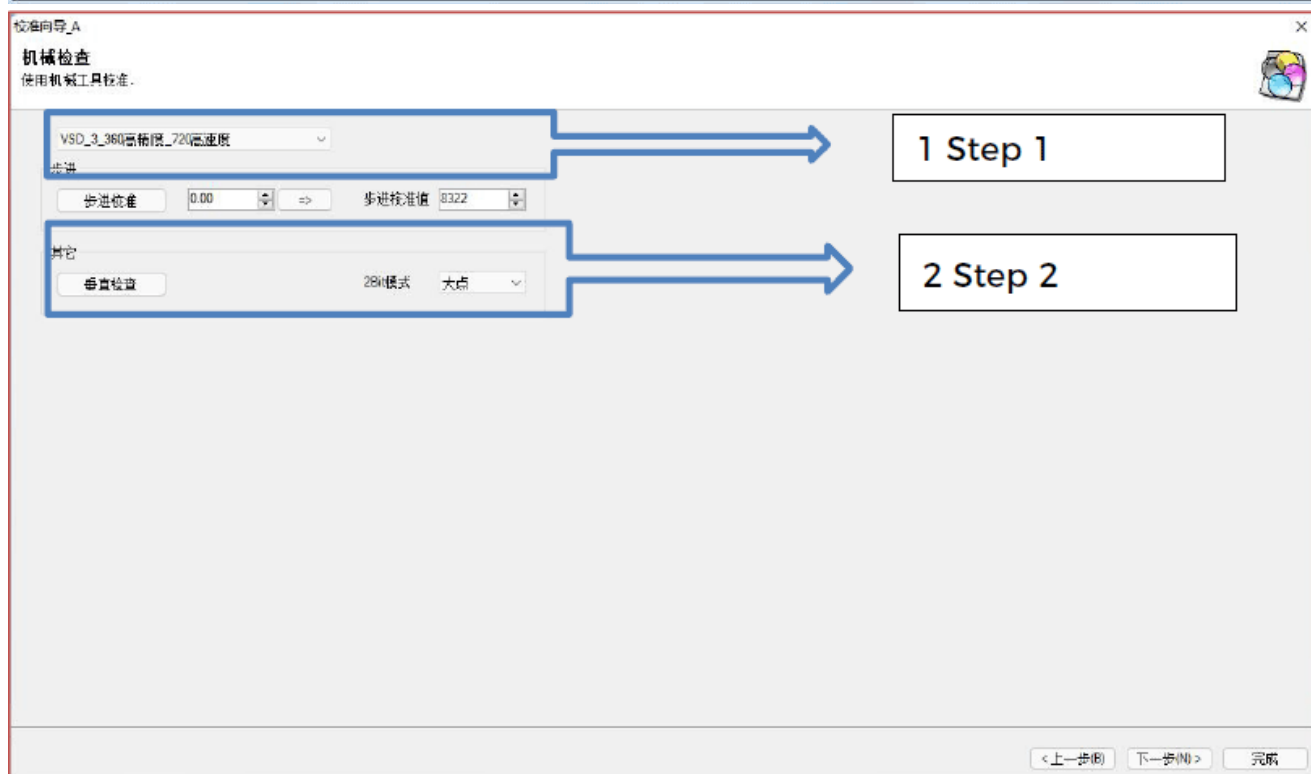 校准向导_A
机械检查
使用机械工具校准.
VSD_3_360高精度_720高速度
1 Step 1
步进
步进校准 0.00 => 步进校准值 8322
其它
2 Step 2
垂直检查 2Bit模式 大点
<上一步(B) 下一步(N)> 完成